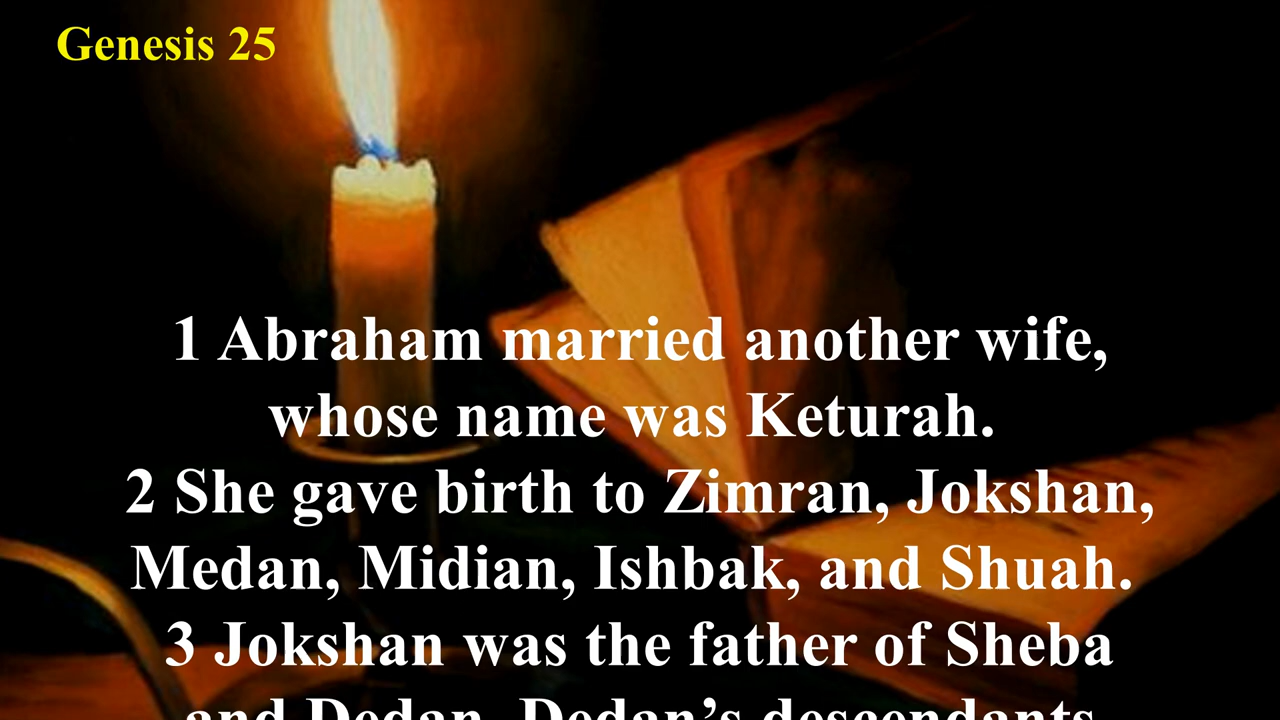 Genesis 25
1 Abraham married another wife,
whose name was Keturah.
2 She gave birth to Zimran, Jokshan,
Medan, Midian, Ishbak, and Shuah.
3 Jokshan was the father of Sheba
and Dedan. Dedan’s descendants